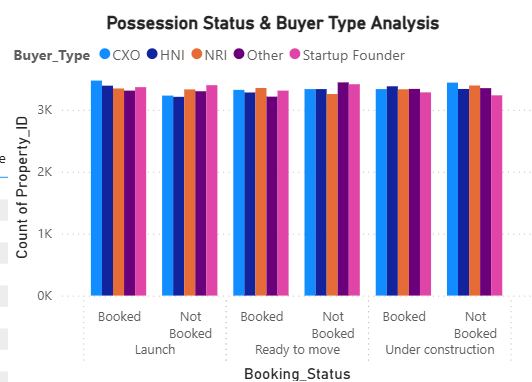 Possession Status & Buyer Type Analysis
Buyer_Type CXO HNI NRI Other Startup Founder
Count of Property_ID
3K
2K
1K
0K
Booked Not Booked Booked Not Booked Booked Not Booked
Launch Ready to move Under construction
Booking_Status